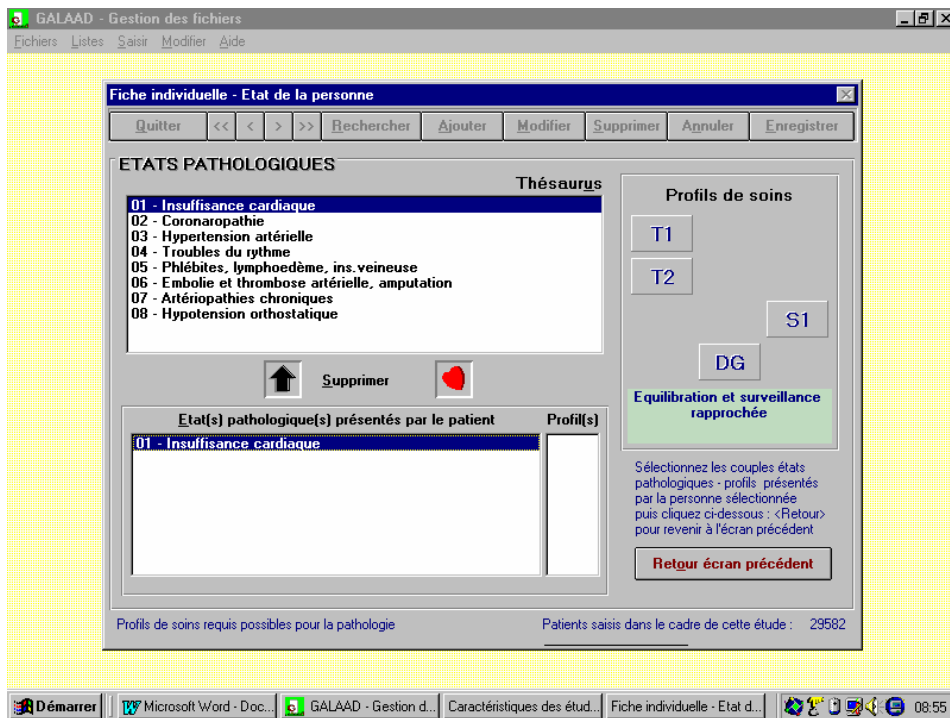 GALAAD - Gestion des fichiers
Fichiers Listes Saisir Modifier Aide
Fiche individuelle - Etat de la personne
Quitter << < > >> Rechercher Ajouter Modifier Supprimer Annuler Enregistrer
ETATS PATHOLOGIQUES
Thésaurus
01 - Insuffisance cardiaque
02 - Coronaropathie
03 - Hypertension artérielle
04 - Troubles du rythme
05 - Phlébites, lymphoedème, ins.veineuse
06 - Embolie et thrombose artérielle, amputation
07 - Artériopathies chroniques
08 - Hypotension orthostatique
Supprimer
Etat(s) pathologique(s) présentés par le patient Profil(s)
01 - Insuffisance cardiaque
Profils de soins
T1
T2
S1
DG
Equilibration et surveillance
rapprochée
Sélectionnez les couples états
pathologiques - profils présentés
par la personne sélectionnée
puis cliquez ci-dessous : <Retour>
pour revenir à l'écran précédent
Retour écran précédent
Profils de soins requis possibles pour la pathologie
Patients saisis dans le cadre de cette étude : 29582
Démarrer Microsoft Word - Doc... GALAAD - Gestion d... Caractéristiques des étud... Fiche individuelle - Etat d... 08:55